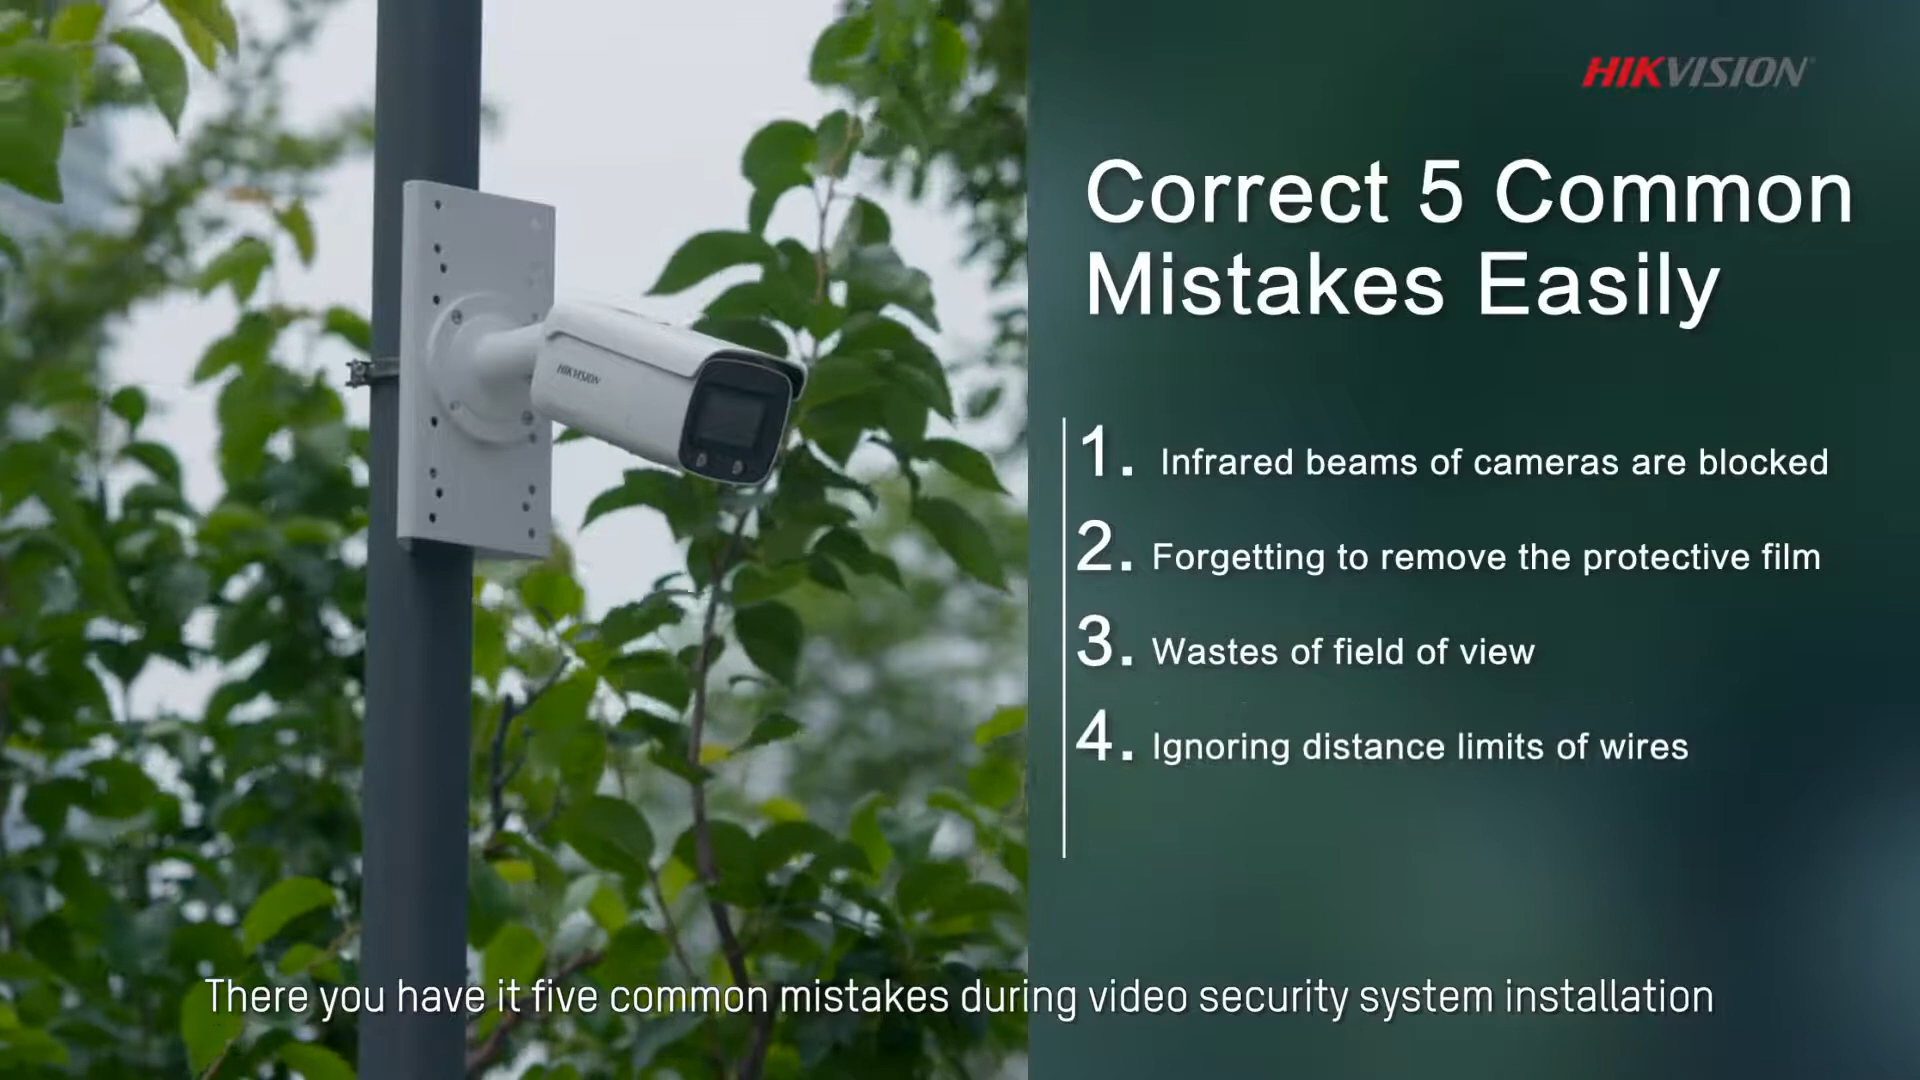 HIKVISION
Correct 5 Common
Mistakes Easily
HIKVISION
1. Infrared beams of cameras are blocked
2. Forgetting to remove the protective film
3. Wastes of field of view
4. Ignoring distance limits of wires
There you have it five common mistakes during video security system installation